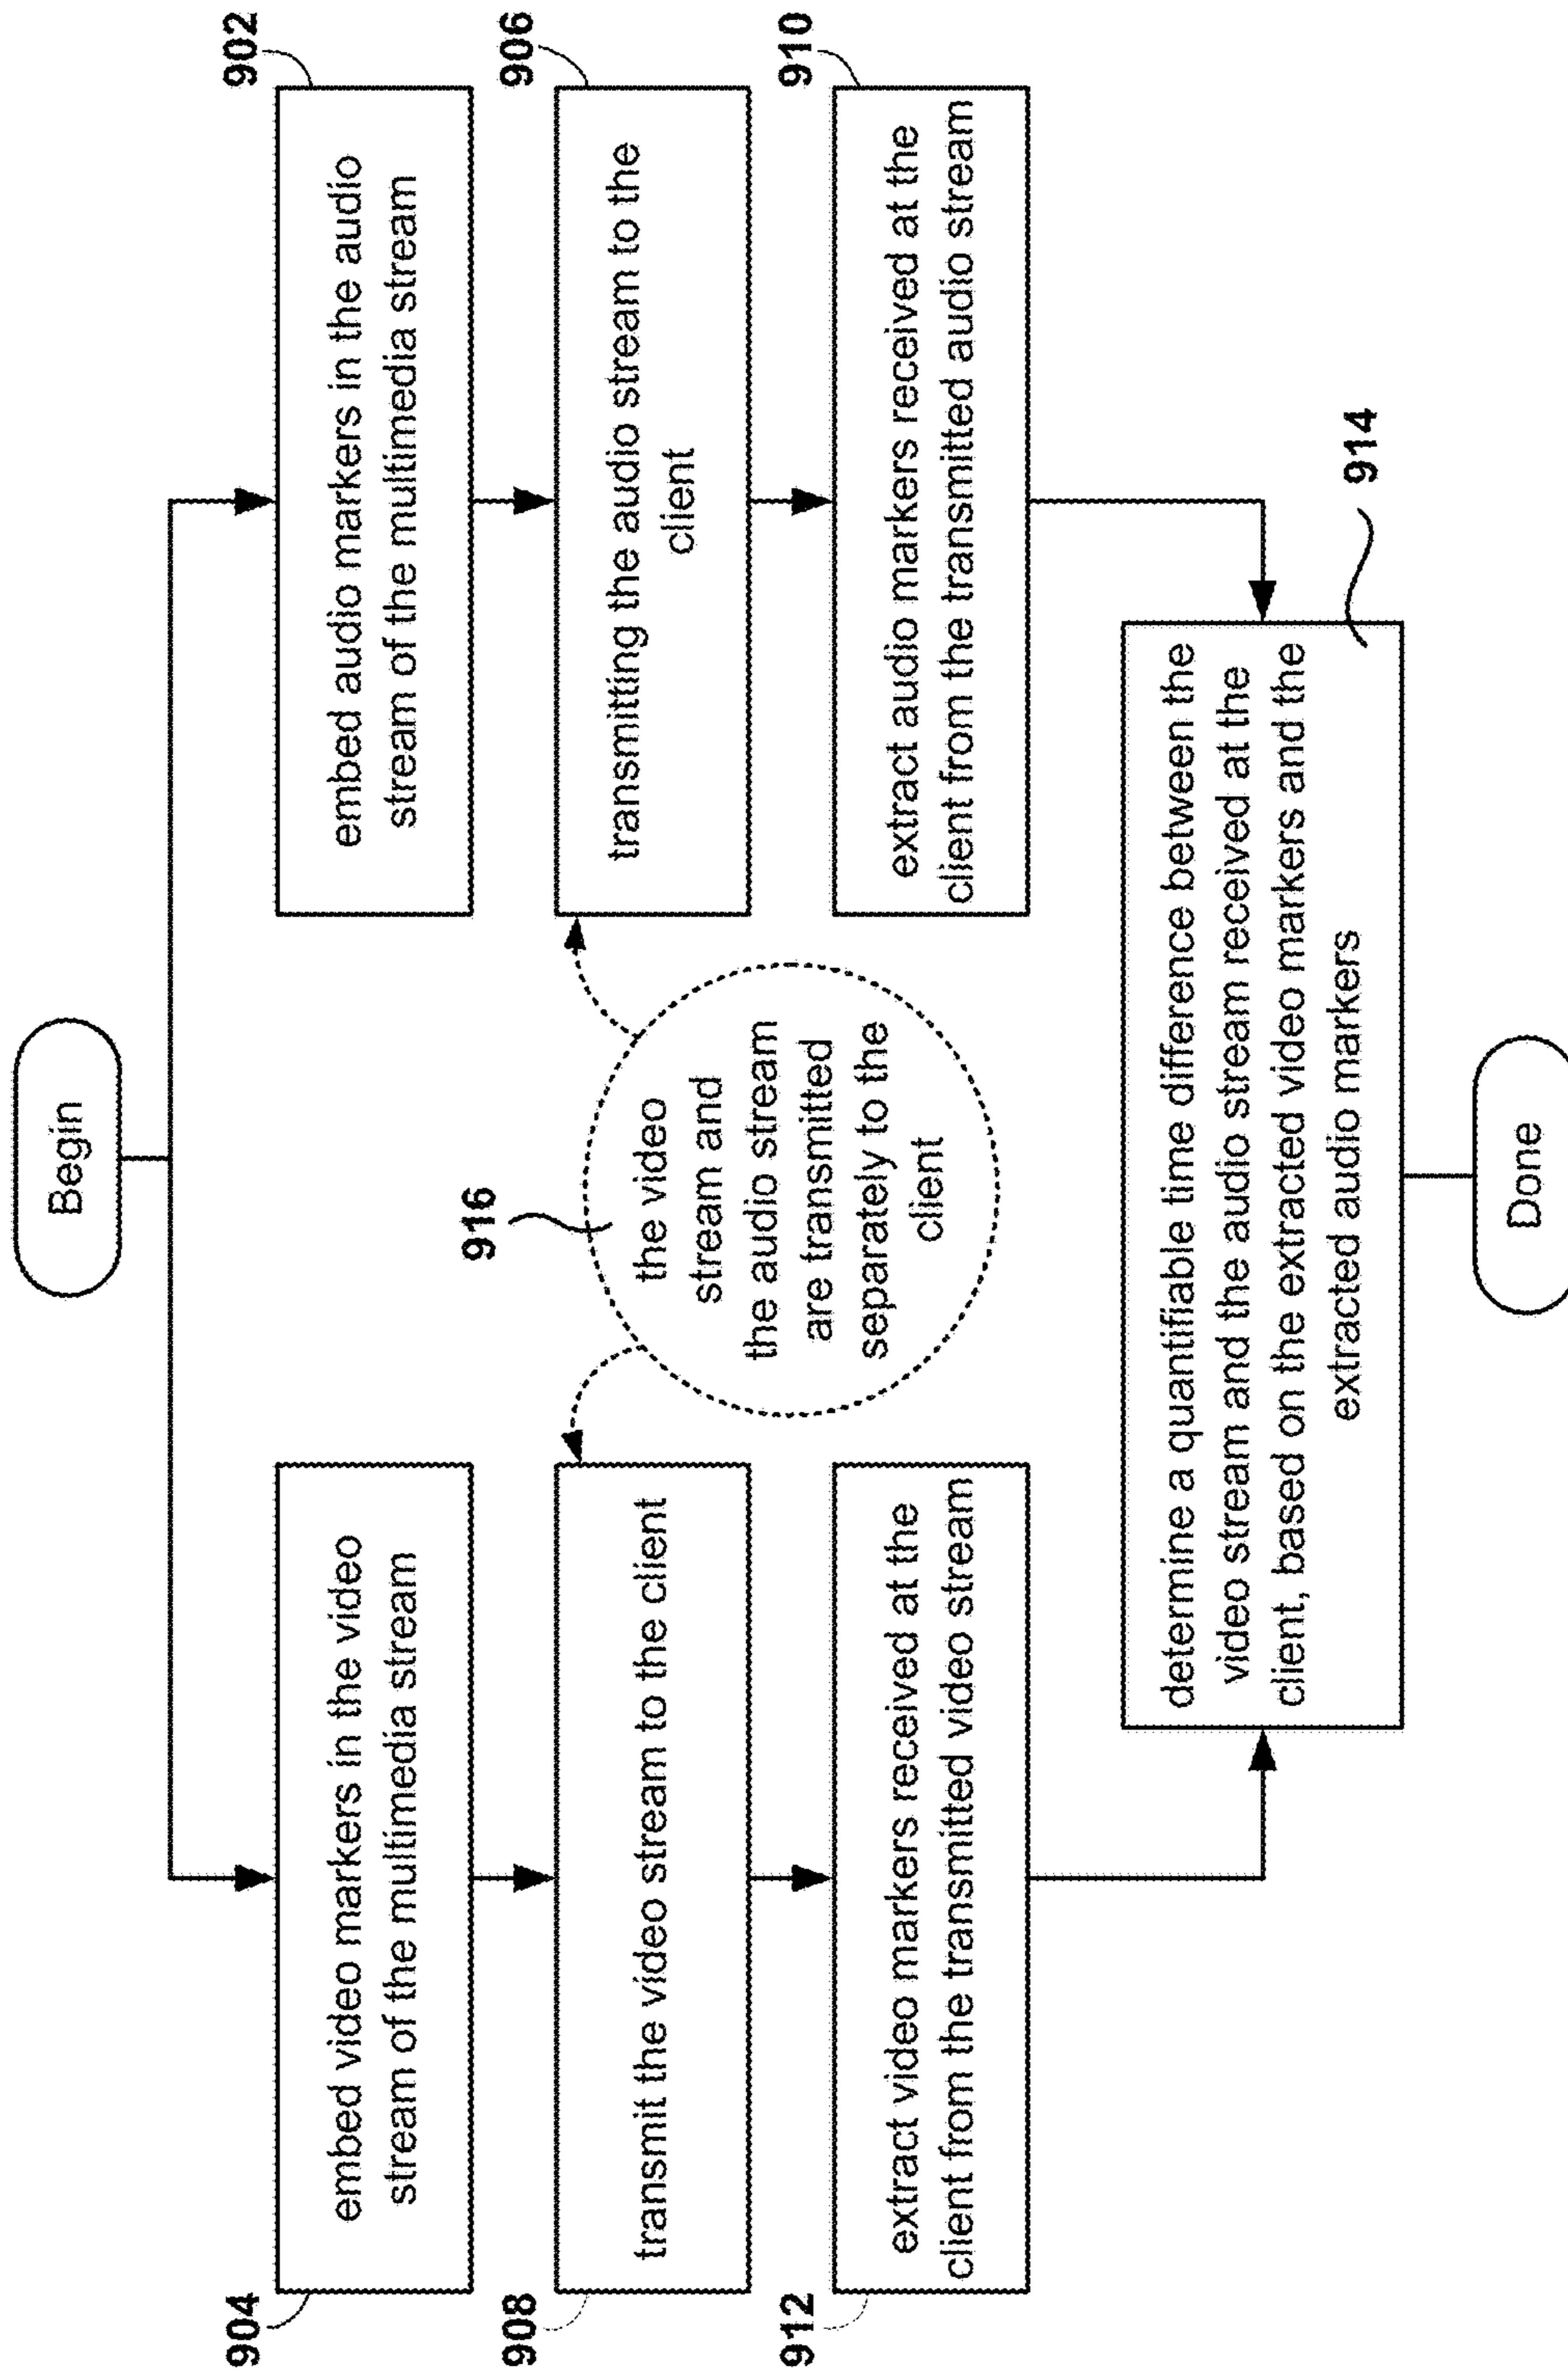 Begin
904
embed video markers in the video
stream of the multimedia stream
902
embed audio markers in the audio
stream of the multimedia stream
908
transmit the video stream to the client
916
the video
stream and
the audio stream
are transmitted
separately to the
client
906
transmitting the audio stream to the
client
912
extract video markers received at the
client from the transmitted video stream
910
extract audio markers received at the
client from the transmitted audio stream
determine a quantifiable time difference between the
video stream and the audio stream received at the
client, based on the extracted video markers and the
extracted audio markers
914
Done